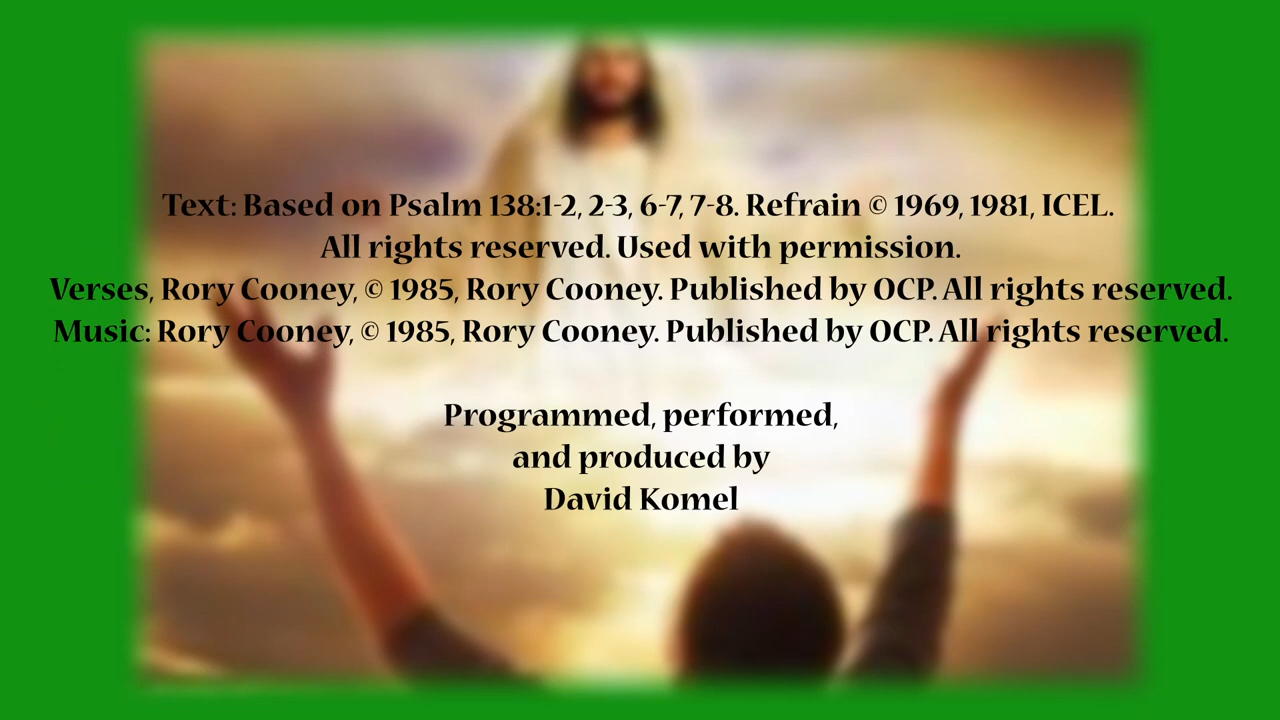 Text: Based on Psalm 138:1-2, 2-3, 6-7, 7-8. Refrain © 1969, 1981, ICEL.
All rights reserved. Used with permission.
Verses, Rory Cooney, © 1985, Rory Cooney. Published by OCP. All rights reserved.
Music: Rory Cooney, © 1985, Rory Cooney. Published by OCP. All rights reserved.
Programmed, performed,
and produced by
David Komel